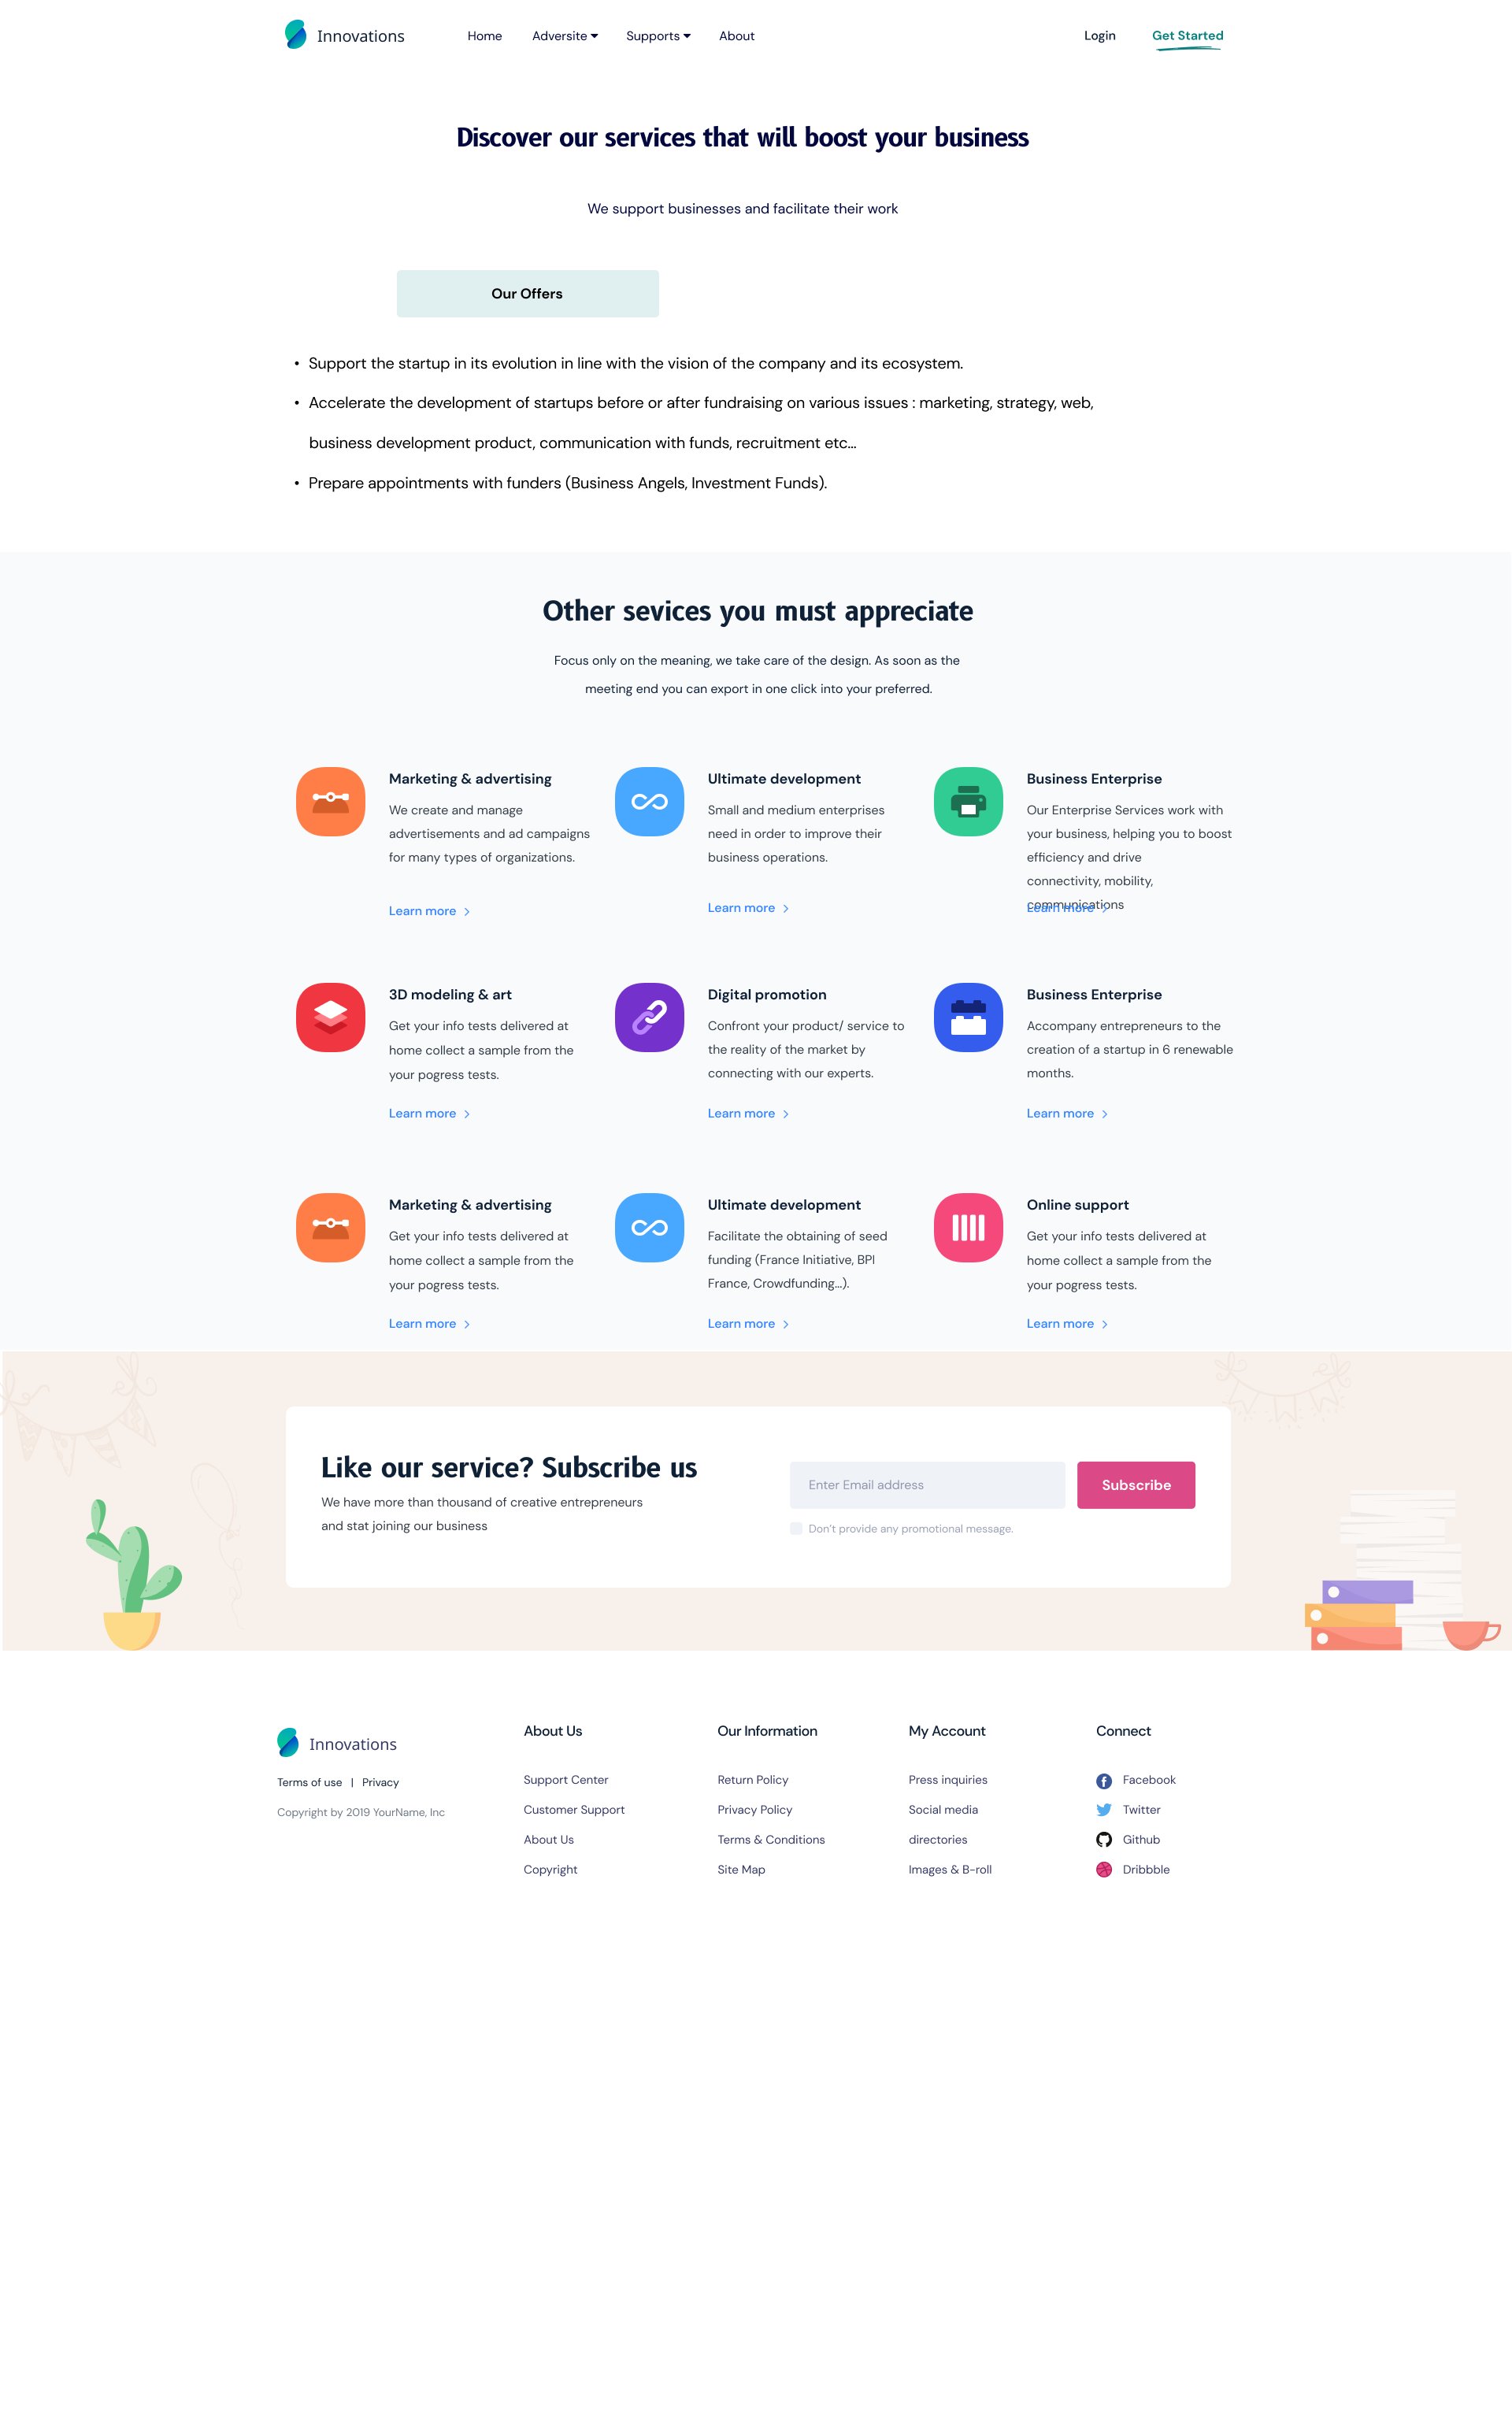 Innovations
Home
Adversite
Supports
About
Login
Get Started
Discover our services that will boost your business
We support businesses and facilitate their work
Our Offers
• Support the startup in its evolution in line with the vision of the company and its ecosystem.
• Accelerate the development of startups before or after fundraising on various issues : marketing, strategy, web,
business development product, communication with funds, recruitment etc...
• Prepare appointments with funders (Business Angels, Investment Funds).
Other sevices you must appreciate
Focus only on the meaning, we take care of the design. As soon as the
meeting end you can export in one click into your preferred.
Marketing & advertising
We create and manage
advertisements and ad campaigns
for many types of organizations.
Learn more
Ultimate development
Small and medium enterprises
need in order to improve their
business operations.
Learn more
Business Enterprise
Our Enterprise Services work with
your business, helping you to boost
efficiency and drive
connectivity, mobility,
communications
Learn more
3D modeling & art
Get your info tests delivered at
home collect a sample from the
your pogress tests.
Learn more
Digital promotion
Confront your product/ service to
the reality of the market by
connecting with our experts.
Learn more
Business Enterprise
Accompany entrepreneurs to the
creation of a startup in 6 renewable
months.
Learn more
Marketing & advertising
Get your info tests delivered at
home collect a sample from the
your pogress tests.
Learn more
Ultimate development
Facilitate the obtaining of seed
funding (France Initiative, BPI
France, Crowdfunding...).
Learn more
Online support
Get your info tests delivered at
home collect a sample from the
your pogress tests.
Learn more
Like our service? Subscribe us
We have more than thousand of creative entrepreneurs
and stat joining our business
Enter Email address
Subscribe
Don't provide any promotional message.
Innovations
Terms of use | Privacy
Copyright by 2019 YourName, Inc
About Us
Support Center
Customer Support
About Us
Copyright
Our Information
Return Policy
Privacy Policy
Terms & Conditions
Site Map
My Account
Press inquiries
Social media
directories
Images & B-roll
Connect
Facebook
Twitter
Github
Dribbble